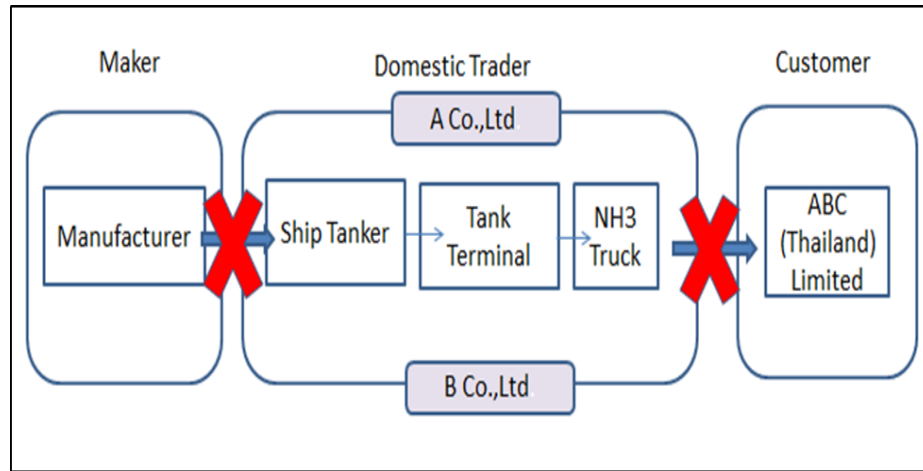 Maker
Domestic Trader
Customer
A Co.,Ltd.
Manufacturer
Ship Tanker
Tank
Terminal
NH3
Truck
ABC
(Thailand)
Limited
B Co.,Ltd.